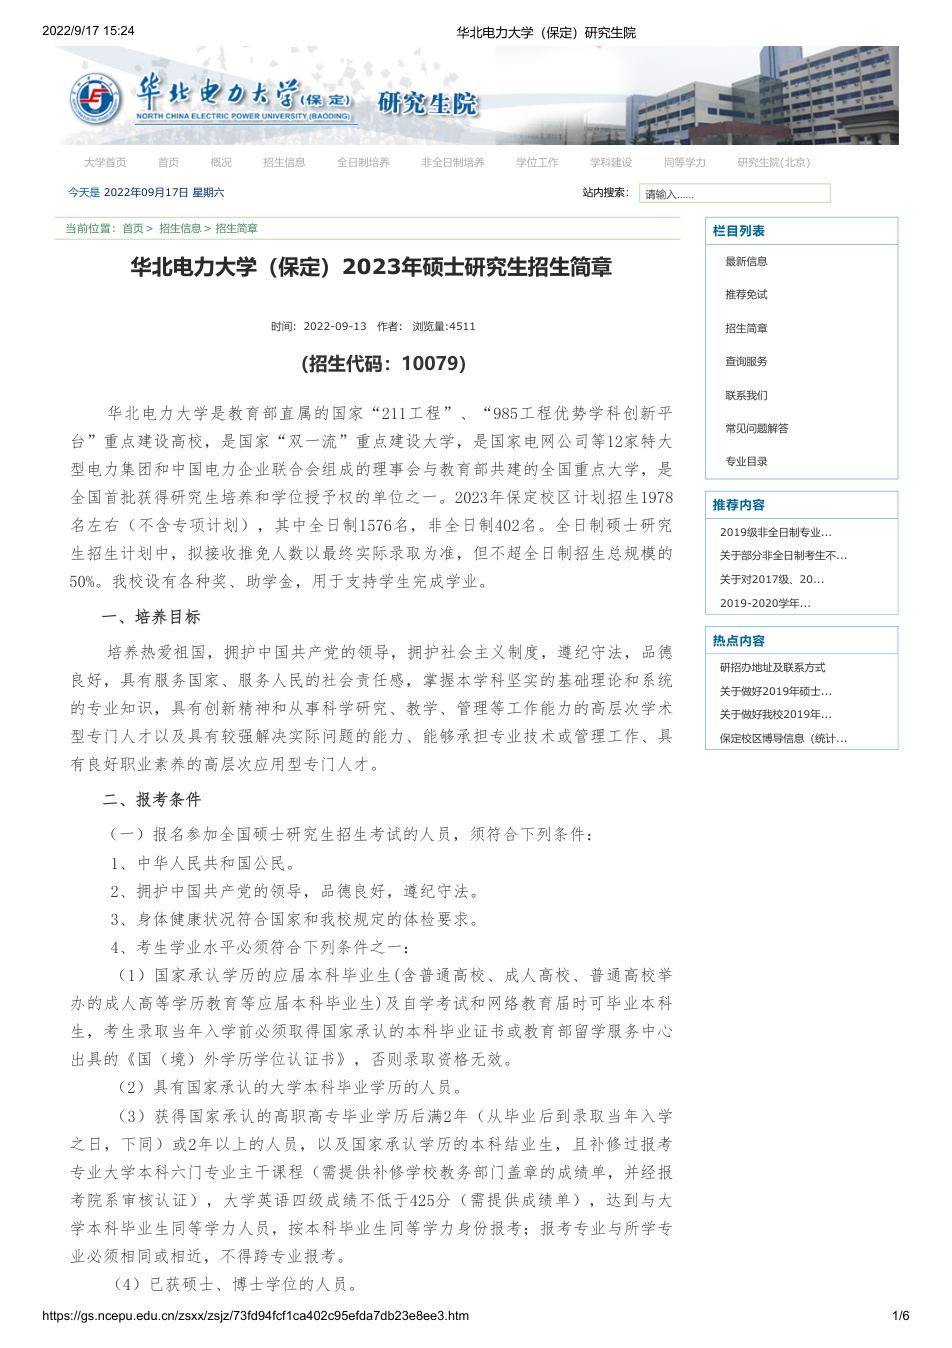 2022/9/17 15:24
华北电力大学（保定）研究生院
华北电力大学(保定) 研究生院
NORTH CHINA ELECTRIC POWER UNIVERSITY (BAODING)
大学首页 首页 概况 招生信息 全日制培养 非全日制培养 学位工作 学科建设 同等学力 研究生院(北京)
今天是 2022年09月17日 星期六
站内搜索： 请输入......
当前位置：首页 > 招生信息 > 招生简章
华北电力大学（保定）2023年硕士研究生招生简章
时间：2022-09-13 作者： 浏览量:4511
(招生代码：10079)
华北电力大学是教育部直属的国家“211工程”、“985工程优势学科创新平
台”重点建设高校，是国家“双一流”重点建设大学，是国家电网公司等12家特大
型电力集团和中国电力企业联合会组成的理事会与教育部共建的全国重点大学，是
全国首批获得研究生培养和学位授予权的单位之一。2023年保定校区计划招生1978
名左右（不含专项计划），其中全日制1576名，非全日制402名。全日制硕士研究
生招生计划中，拟接收推免人数以最终实际录取为准，但不超全日制招生总规模的
50%。我校设有各种奖、助学金，用于支持学生完成学业。
一、培养目标
培养热爱祖国，拥护中国共产党的领导，拥护社会主义制度，遵纪守法，品德
良好，具有服务国家、服务人民的社会责任感，掌握本学科坚实的基础理论和系统
的专业知识，具有创新精神和从事科学研究、教学、管理等工作能力的高层次学术
型专门人才以及具有较强解决实际问题的能力、能够承担专业技术或管理工作、具
有良好职业素养的高层次应用型专门人才。
二、报考条件
（一）报名参加全国硕士研究生招生考试的人员，须符合下列条件：
1、中华人民共和国公民。
2、拥护中国共产党的领导，品德良好，遵纪守法。
3、身体健康状况符合国家和我校规定的体检要求。
4、考生学业水平必须符合下列条件之一：
（1）国家承认学历的应届本科毕业生(含普通高校、成人高校、普通高校举
办的成人高等学历教育等应届本科毕业生)及自学考试和网络教育届时可毕业本科
生，考生录取当年入学前必须取得国家承认的本科毕业证书或教育部留学服务中心
出具的《国（境）外学历学位认证书》，否则录取资格无效。
（2）具有国家承认的大学本科毕业学历的人员。
（3）获得国家承认的高职高专毕业学历后满2年（从毕业后到录取当年入学
之日，下同）或2年以上的人员，以及国家承认学历的本科结业生，且补修过报考
专业大学本科六门专业主干课程（需提供补修学校教务部门盖章的成绩单，并经报
考院系审核认证），大学英语四级成绩不低于425分（需提供成绩单），达到与大
学本科毕业生同等学力人员，按本科毕业生同等学力身份报考；报考专业与所学专
业必须相同或相近，不得跨专业报考。
（4）已获硕士、博士学位的人员。
栏目列表
最新信息
推荐免试
招生简章
查询服务
联系我们
常见问题解答
专业目录
推荐内容
2019级非全日制专业...
关于部分非全日制考生不...
关于对2017级、20...
2019-2020学年...
热点内容
研招办地址及联系方式
关于做好2019年硕士...
关于做好我校2019年...
保定校区博导信息（统计...
https://gs.ncepu.edu.cn/zsxx/zsjz/73fd94fcf1ca402c95efda7db23e8ee3.htm
1/6